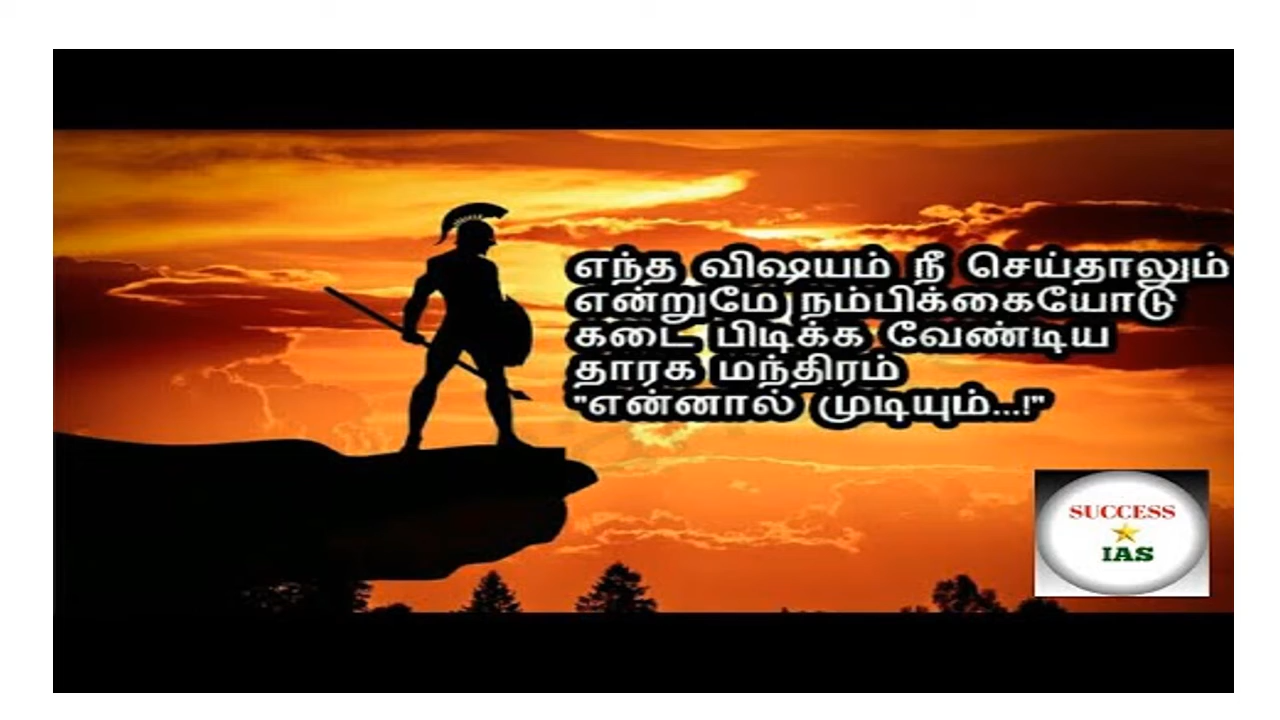 எந்த விஷயம் நீ செய்தாலும்
என்றுமே நம்பிக்கையோடு
கடை பிடிக்க வேண்டிய
தாரக மந்திரம்
"என்னால் முடியும்...!"
SUCCESS
IAS